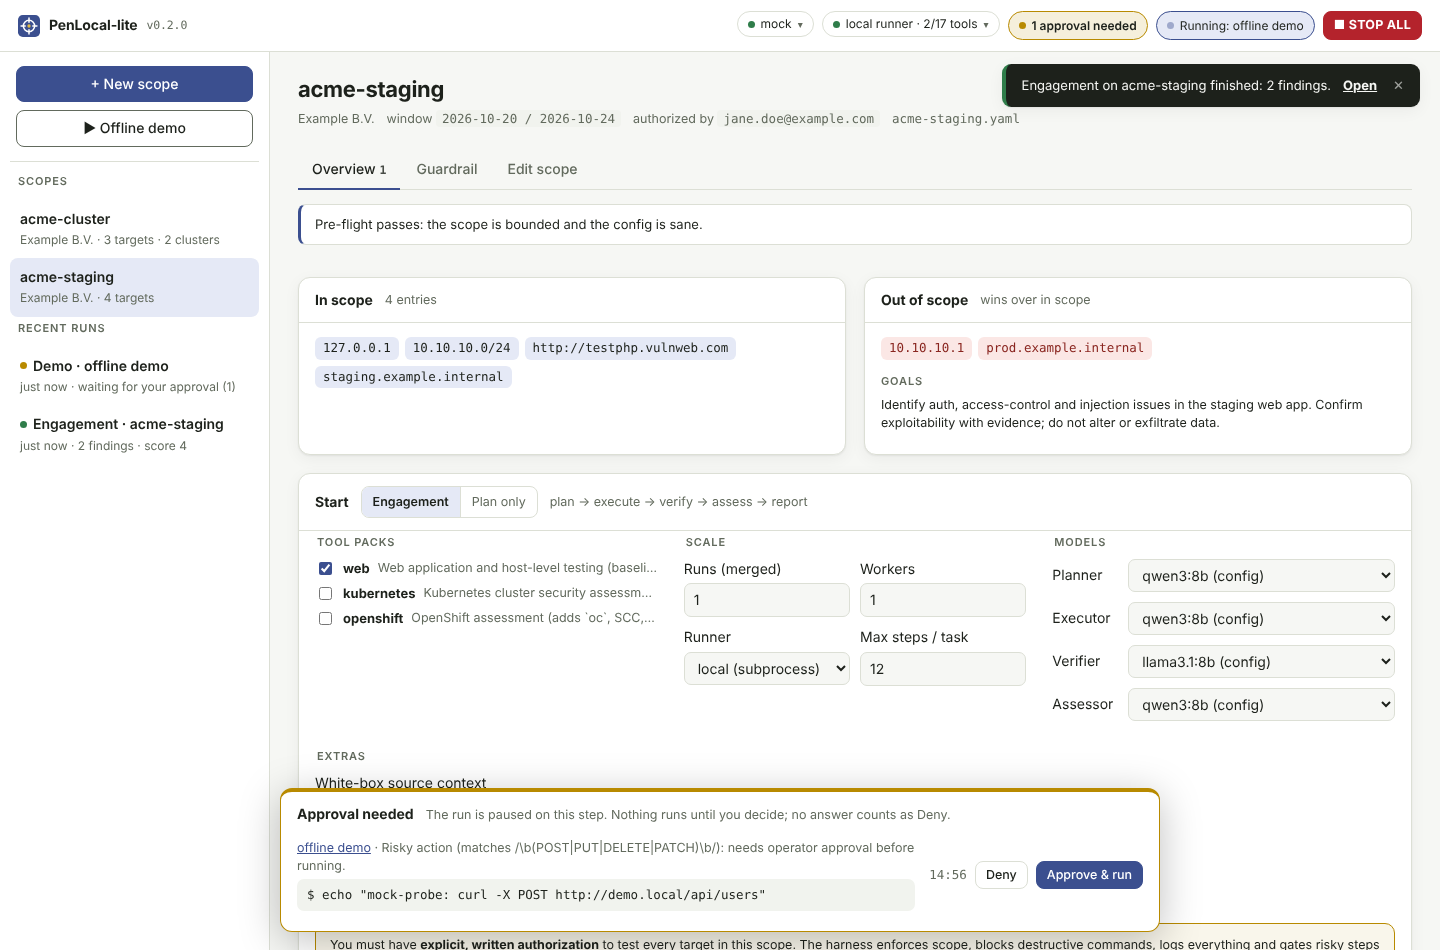 PenLocal-lite v0.2.0
mock ▾
local runner · 2/17 tools ▾
1 approval needed
Running: offline demo
STOP ALL
+ New scope
▶ Offline demo
SCOPES
acme-cluster
Example B.V. · 3 targets · 2 clusters
acme-staging
Example B.V. · 4 targets
RECENT RUNS
Demo · offline demo
just now · waiting for your approval (1)
Engagement · acme-staging
just now · 2 findings · score 4
Engagement on acme-staging finished: 2 findings. Open ×
acme-staging
Example B.V. window 2026-10-20 / 2026-10-24 authorized by jane.doe@example.com acme-staging.yaml
Overview 1 Guardrail Edit scope
Pre-flight passes: the scope is bounded and the config is sane.
In scope 4 entries
127.0.0.1 10.10.10.0/24 http://testphp.vulnweb.com
staging.example.internal
Out of scope wins over in scope
10.10.10.1 prod.example.internal
GOALS
Identify auth, access-control and injection issues in the staging web app. Confirm
exploitability with evidence; do not alter or exfiltrate data.
Start Engagement Plan only plan → execute → verify → assess → report
TOOL PACKS
web Web application and host-level testing (baseli…
kubernetes Kubernetes cluster security assessm…
openshift OpenShift assessment (adds `oc`, SCC,…
SCALE
Runs (merged) Workers
1 1
Runner Max steps / task
local (subprocess) 12
MODELS
Planner qwen3:8b (config)
Executor qwen3:8b (config)
Verifier llama3.1:8b (config)
Assessor qwen3:8b (config)
EXTRAS
White-box source context
Approval needed The run is paused on this step. Nothing runs until you decide; no answer counts as Deny.
offline demo · Risky action (matches /\b(POST|PUT|DELETE|PATCH)\b/): needs operator approval before
running.
$ echo "mock-probe: curl -X POST http://demo.local/api/users"
14:56 Deny Approve & run
You must have explicit, written authorization to test every target in this scope. The harness enforces scope, blocks destructive commands, logs everything and gates risky steps